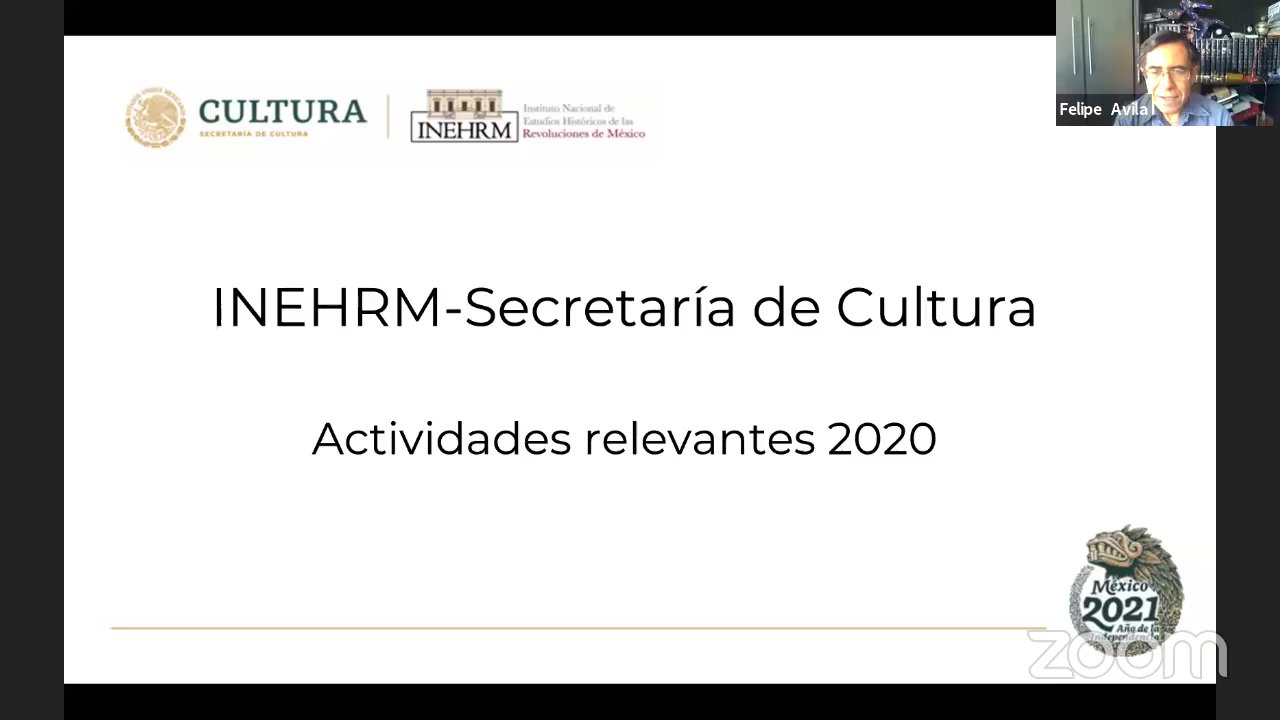 CULTURA
SECRETARÍA DE CULTURA
INEHRM
Instituto Nacional de
Estudios Históricos de las
Revoluciones de México
Felipe Avila
INEHRM-Secretaría de Cultura
Actividades relevantes 2020
México
2021
Año de la
Independencia
zoom